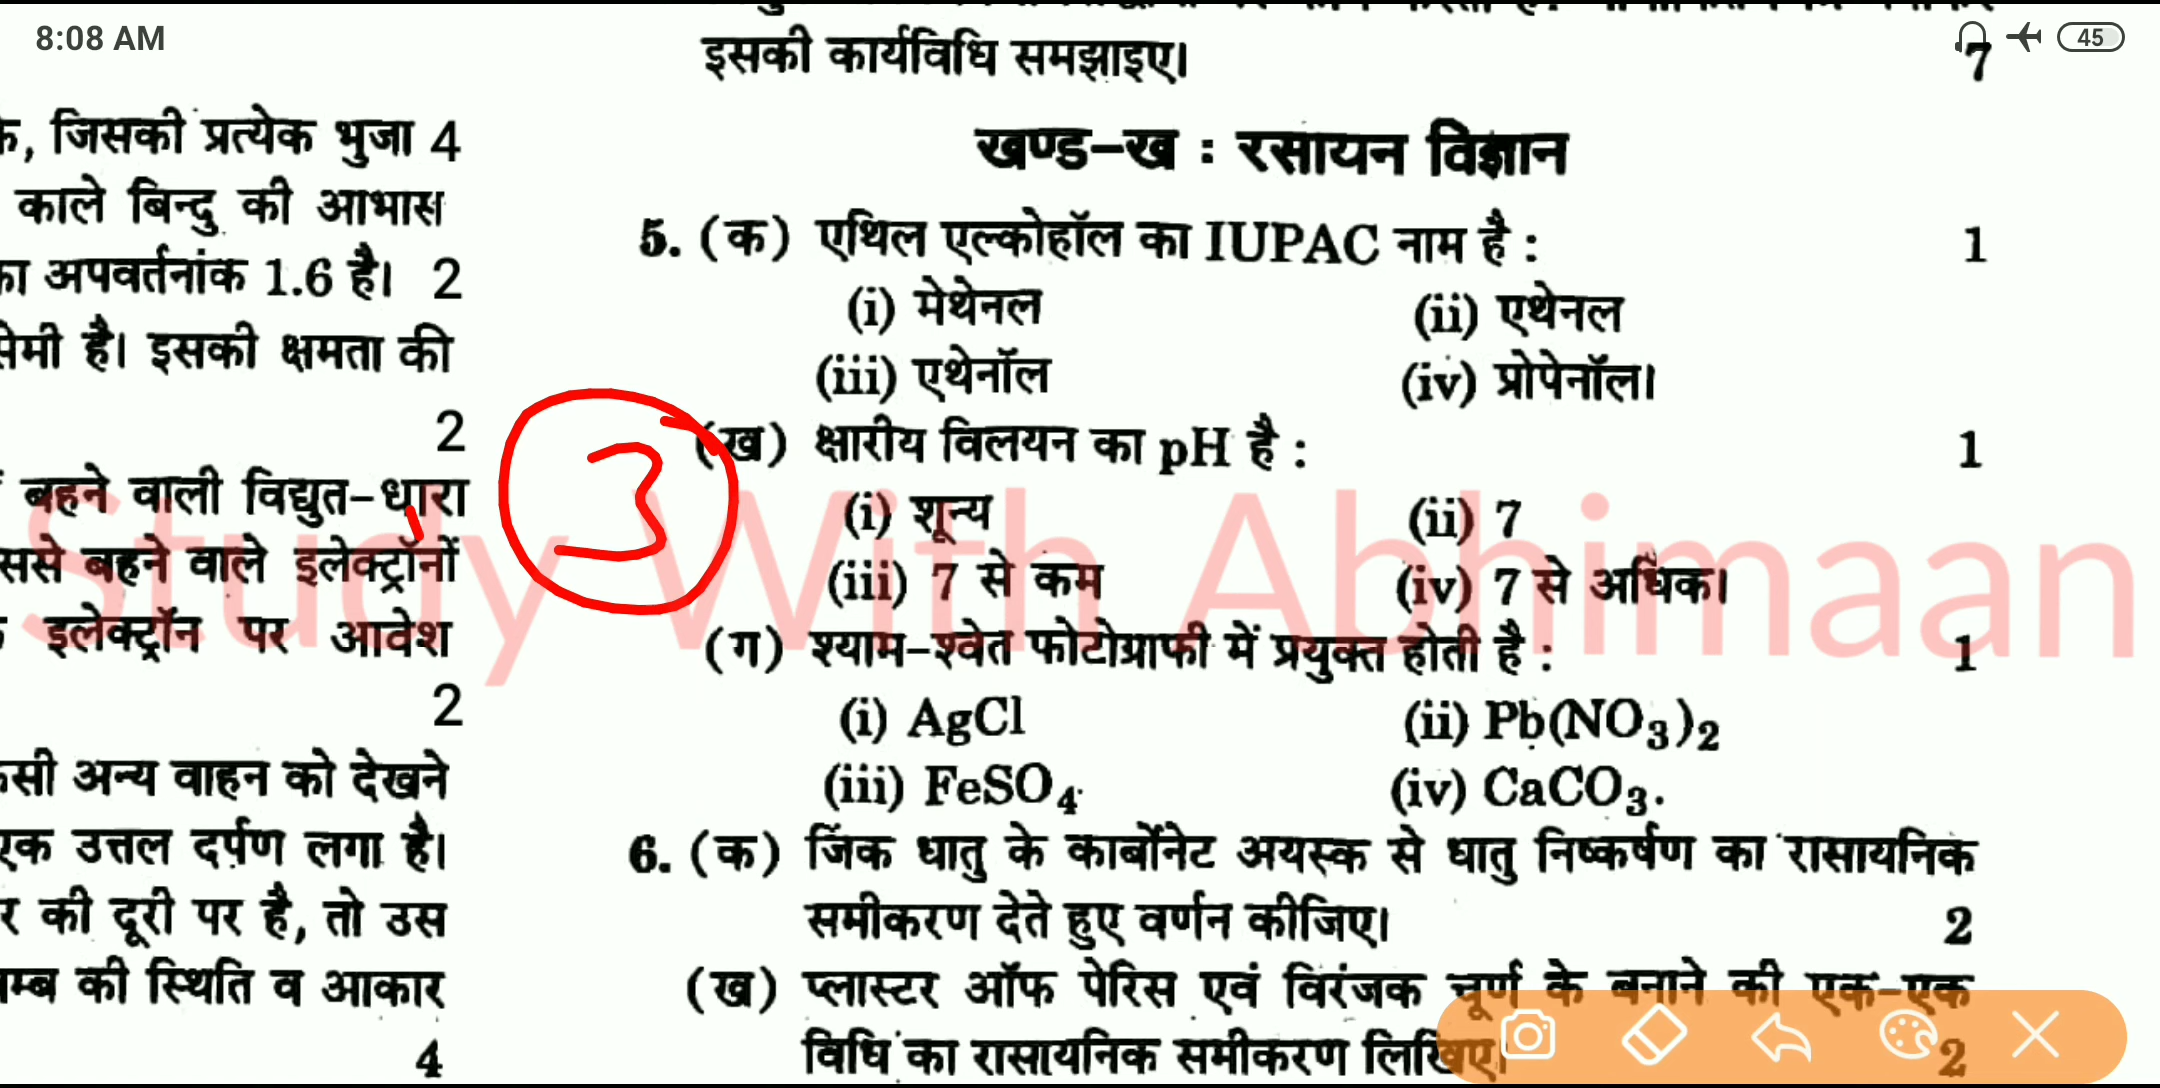 8:08 AM
45
इसकी कार्यविधि समझाइए।
7
खण्ड-ख : रसायन विज्ञान
5. (क) एथिल एल्कोहॉल का IUPAC नाम है : 1
(i) मेथेनल (ii) एथेनल
(iii) एथेनॉल (iv) प्रोपेनॉल।
(ख) क्षारीय विलयन का pH है : 1
(i) शून्य (ii) 7
(iii) 7 से कम (iv) 7 से अधिक।
(ग) श्याम-श्वेत फोटोग्राफी में प्रयुक्त होती है : 1
(i) AgCl (ii) Pb(NO₃)₂
(iii) FeSO₄ (iv) CaCO₃.
6. (क) जिंक धातु के कार्बोनेट अयस्क से धातु निष्कर्षण का रासायनिक
समीकरण देते हुए वर्णन कीजिए। 2
(ख) प्लास्टर ऑफ पेरिस एवं विरंजक चूर्ण के बनाने की एक-एक
विधि का रासायनिक समीकरण लिखिए। 2
, जिसकी प्रत्येक भुजा 4
काले बिन्दु की आभासी
का अपवर्तनांक 1.6 है। 2
सेमी है। इसकी क्षमता की
2
बहने वाली विद्युत-धारा
बहने वाले इलेक्ट्रॉनों
इलेक्ट्रॉन पर आवेश
2
अन्य वाहन को देखने
एक उत्तल दर्पण लगा है।
की दूरी पर है, तो उस
की स्थिति व आकार
4
3
Study With Abhimaan